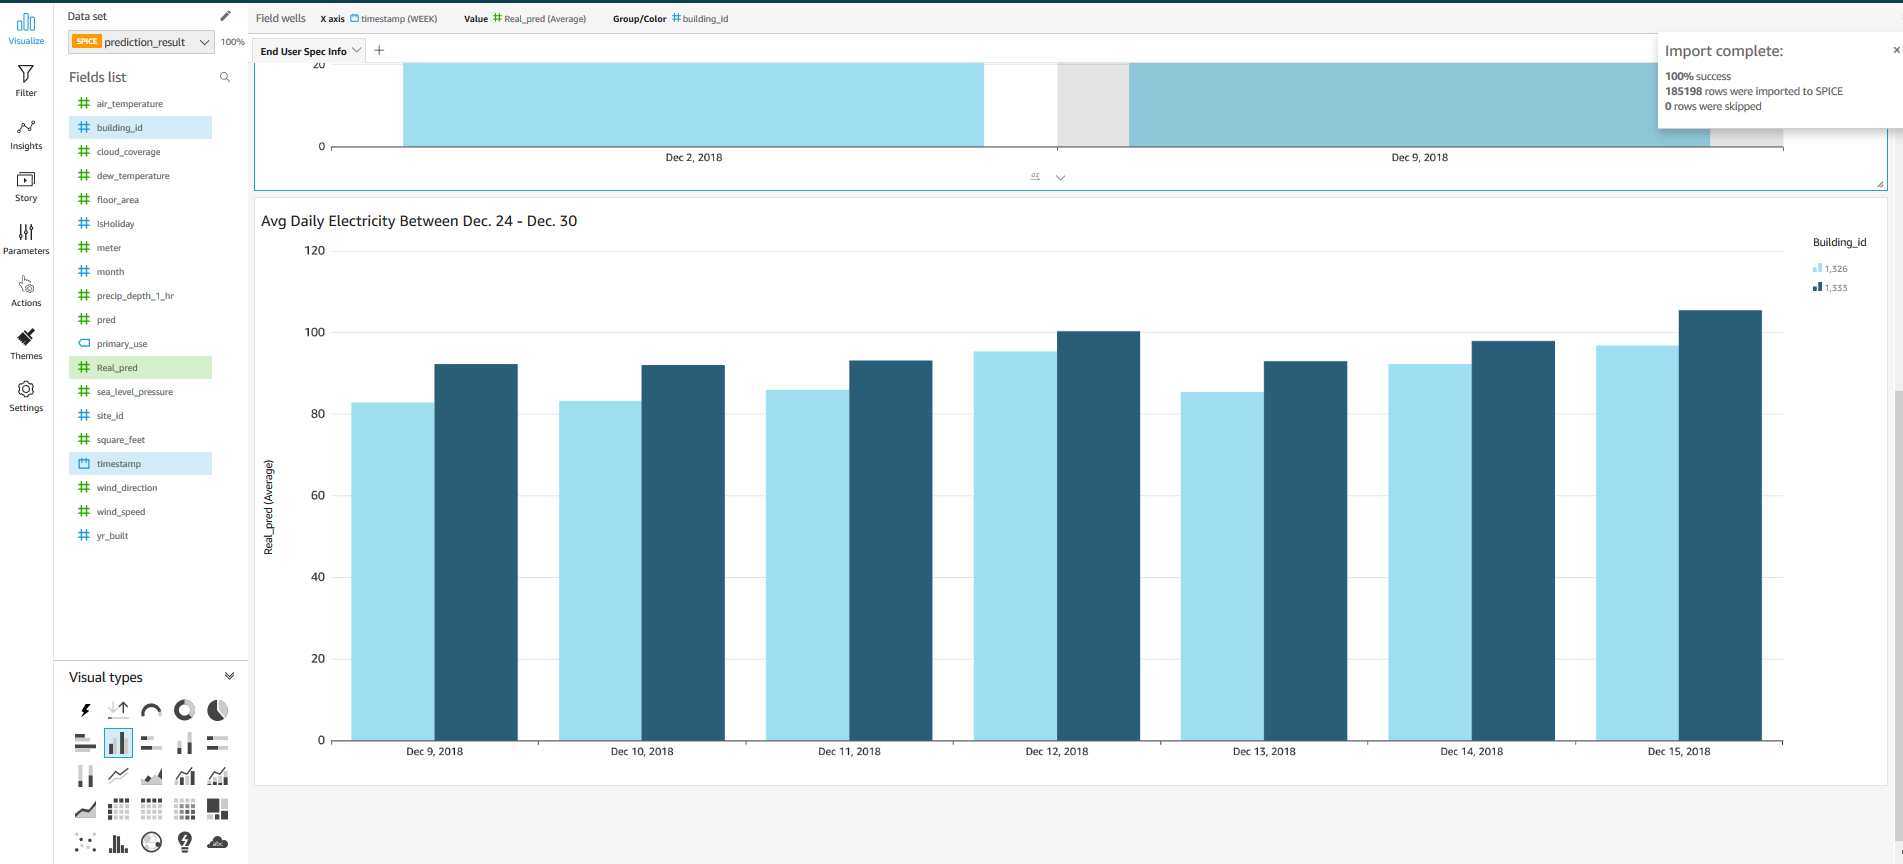 Visualize
Filter
Insights
Story
Parameters
Actions
Themes
Settings
Data set
SPICE prediction_result 100%
Fields list
air_temperature
building_id
cloud_coverage
dew_temperature
floor_area
IsHoliday
meter
month
precip_depth_1_hr
pred
primary_use
Real_pred
sea_level_pressure
site_id
square_feet
timestamp
wind_direction
wind_speed
yr_built
Visual types
abc
Field wells X axis timestamp (WEEK) Value Real_pred (Average) Group/Color building_id
End User Spec Info +
Import complete: ×
100% success
185198 rows were imported to SPICE
0 rows were skipped
20
0
Dec 2, 2018 Dec 9, 2018
Avg Daily Electricity Between Dec. 24 - Dec. 30
120
100
80
60
40
20
0
Real_pred (Average)
Dec 9, 2018 Dec 10, 2018 Dec 11, 2018 Dec 12, 2018 Dec 13, 2018 Dec 14, 2018 Dec 15, 2018
Building_id
1,326
1,333